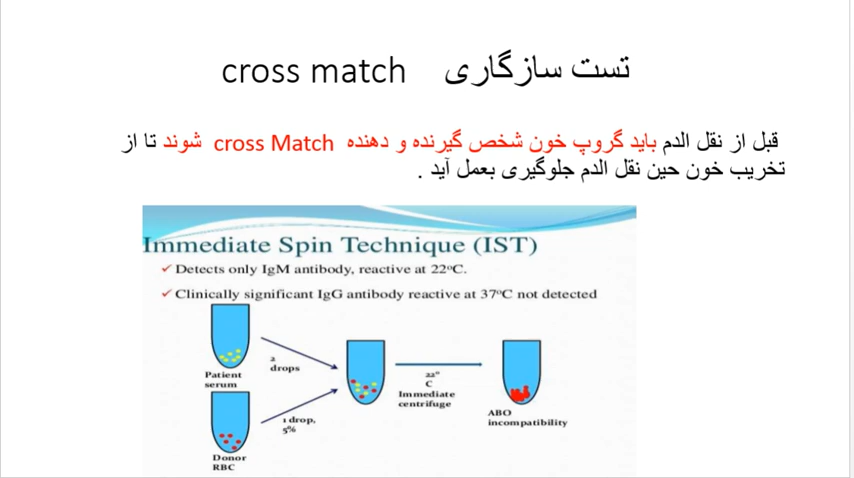 تست سازگاری cross match
قبل از نقل الدم باید گروپ خون شخص گیرنده و دهنده cross Match شوند تا از
تخریب خون حین نقل الدم جلوگیری بعمل آید .
Immediate Spin Technique (IST)
✓ Detects only IgM antibody, reactive at 22ºC.
✓ Clinically significant IgG antibody reactive at 37ºC not detected
Patient
serum
2
drops
1 drop,
5%
Donor
RBC
22º
C
Immediate
centrifuge
ABO
incompatibility